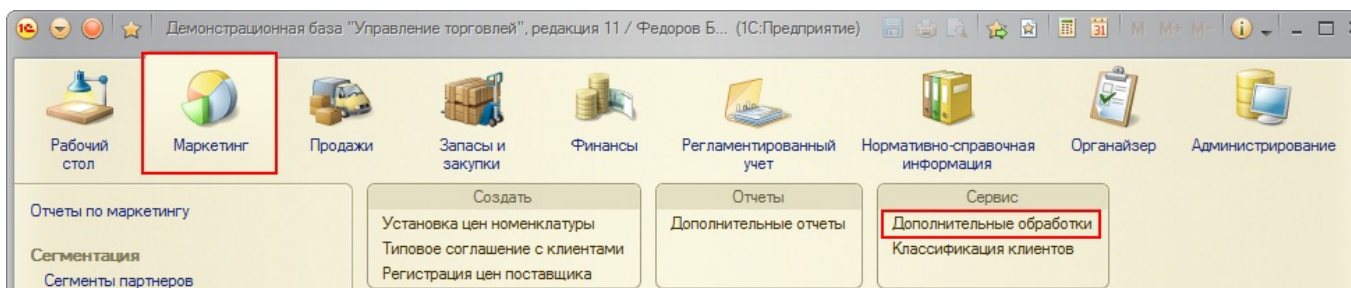 1С Демонстрационная база "Управление торговлей", редакция 11 / Федоров Б... (1С:Предприятие) 31 M M+ M-
Рабочий стол
Маркетинг
Продажи
Запасы и закупки
Финансы
Регламентированный учет
Нормативно-справочная информация
Органайзер
Администрирование
Отчеты по маркетингу
Сегментация
Сегменты партнеров
Создать
Установка цен номенклатуры
Типовое соглашение с клиентами
Регистрация цен поставщика
Отчеты
Дополнительные отчеты
Сервис
Дополнительные обработки
Классификация клиентов